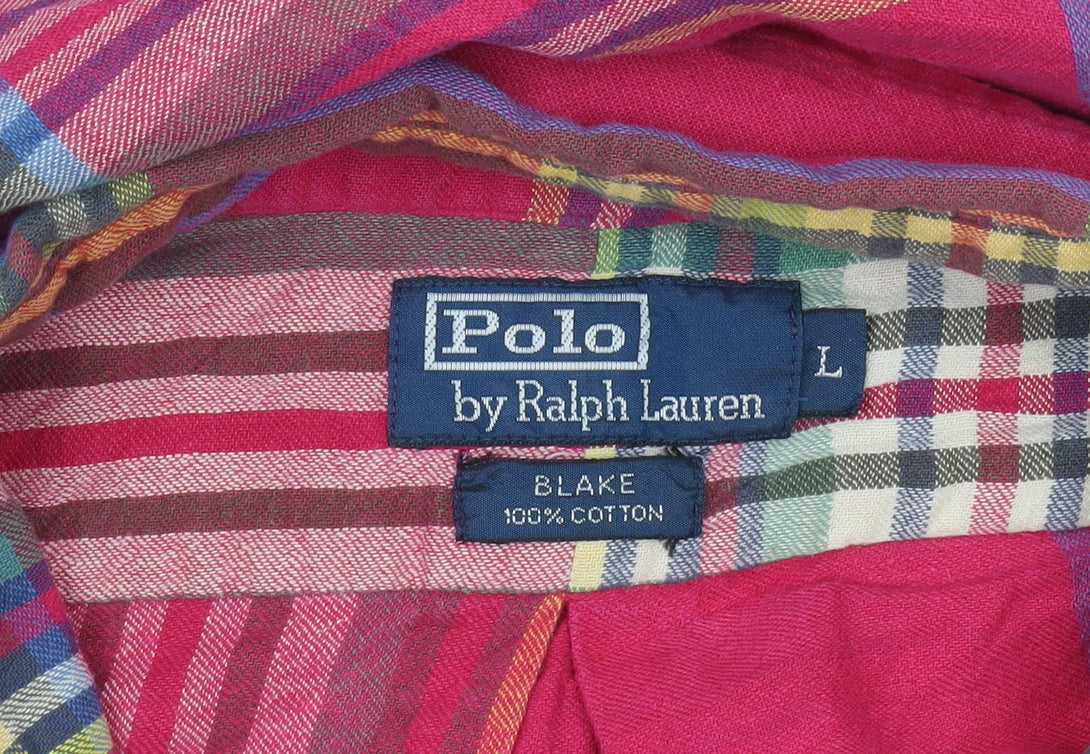 Polo
by Ralph Lauren
L
BLAKE
100% COTTON